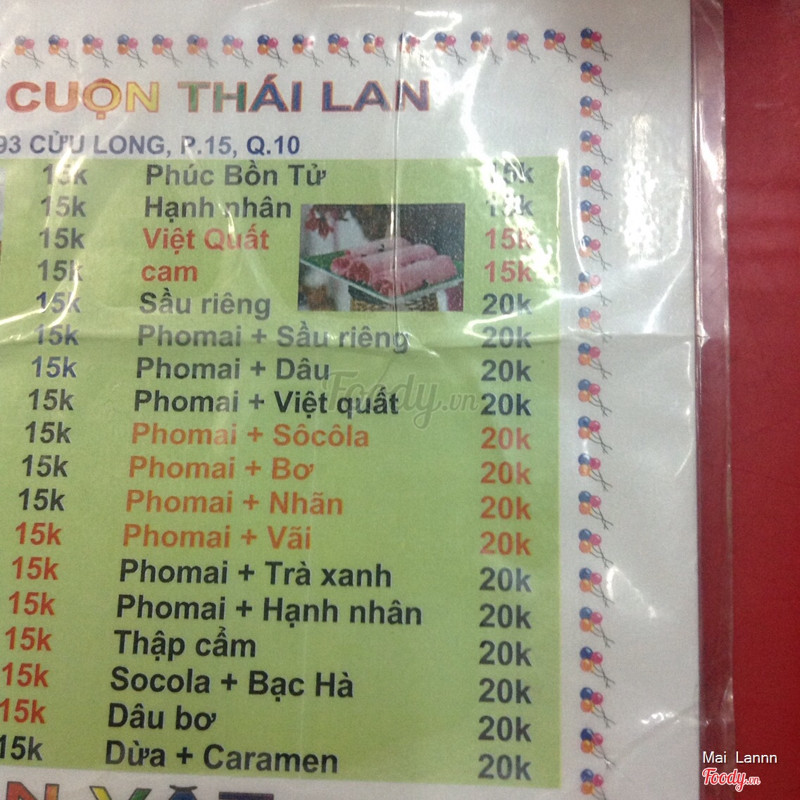 CUỘN THÁI LAN
93 CỬU LONG, P.15, Q.10
15k Phúc Bồn Tử 15k
15k Hạnh nhân 15k
15k Việt Quất 15k
15k cam 15k
15k Sầu riêng 20k
15k Phomai + Sầu riêng 20k
15k Phomai + Dâu 20k
15k Phomai + Việt quất 20k
15k Phomai + Sôcôla 20k
15k Phomai + Bơ 20k
15k Phomai + Nhãn 20k
15k Phomai + Vãi 20k
15k Phomai + Trà xanh 20k
15k Phomai + Hạnh nhân 20k
15k Thập cẩm 20k
15k Socola + Bạc Hà 20k
15k Dâu bơ 20k
15k Dừa + Caramen 20k
Foody.vn
Mai Lannn
Foody.vn